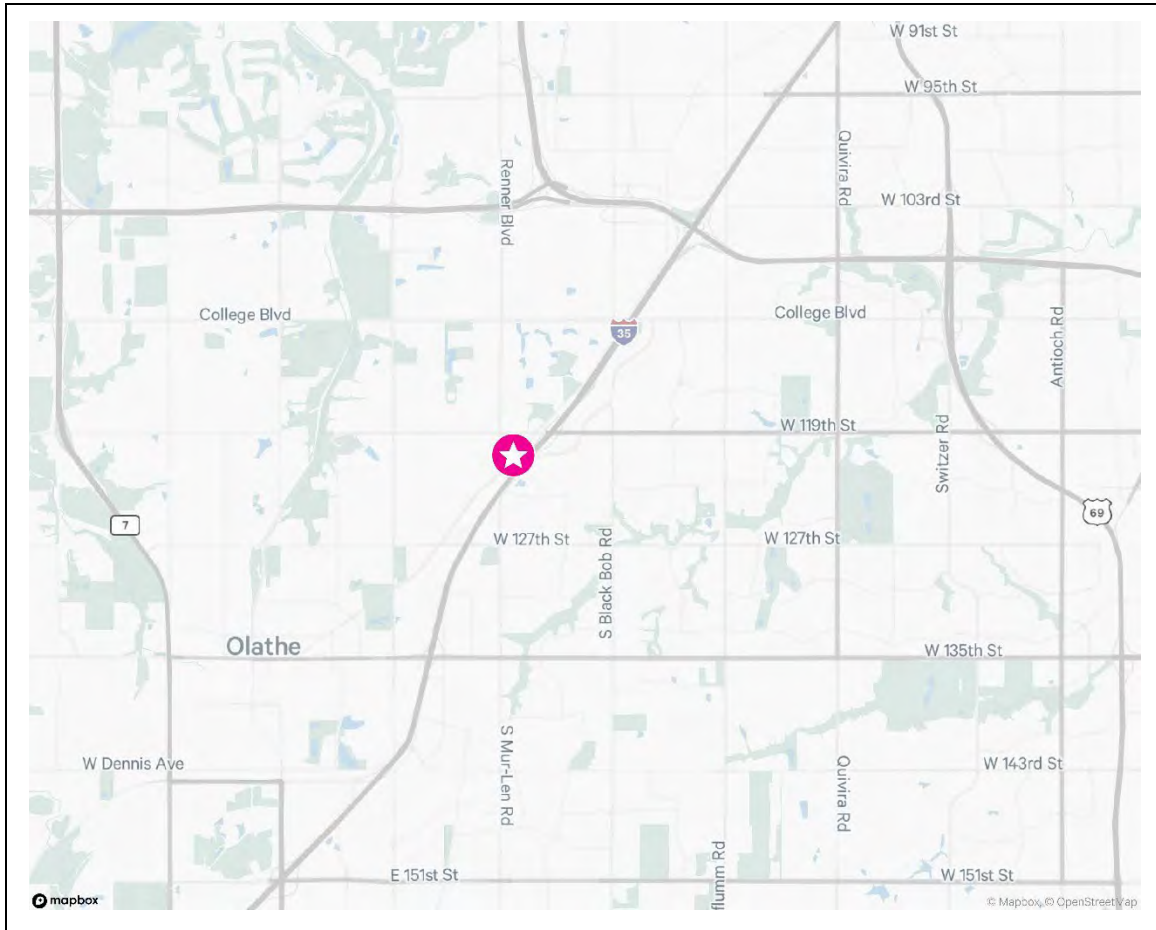 W 91st St
W 95th St
Quivira Rd
Renner Blvd
W 103rd St
College Blvd
College Blvd
35
Antioch Rd
W 119th St
Switzer Rd
7
69
W 127th St
W 127th St
S Black Bob Rd
Olathe
W 135th St
W Dennis Ave
S Mur-Len Rd
Quivira Rd
W 143rd St
E 151st St
flumm Rd
W 151st St
mapbox
© Mapbox, © OpenStreetMap